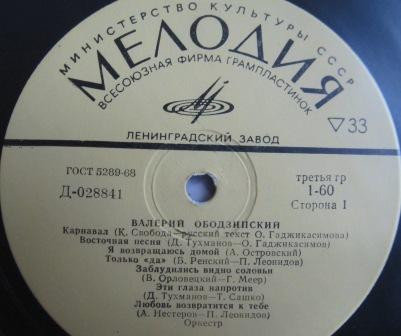 МИНИСТЕРСТВО КУЛЬТУРЫ СССР
МЕЛОДИЯ
ВСЕСОЮЗНАЯ ФИРМА ГРАМПЛАСТИНОК
ЛЕНИНГРАДСКИЙ ЗАВОД
▽33
ГОСТ 5289-68
Д-028841
третья гр
1-60
Сторона 1
ВАЛЕРИЙ ОБОДЗИПСКИЙ
Карнавал (К. Свобода—русский текст О. Гаджикасимова)
Восточная песня (Д. Тухманов—О. Гаджикасимов)
Я возвращаюсь домой (А. Островский)
Только «да» (Б. Ренский—П. Леонидов)
Заблудились видно соловьи
(В. Орловецкий—Г. Меер)
Эти глаза напротив
(Д. Тухманов—Т. Сашко)
Любовь возвратится к тебе
(А. Нестеров—П. Леонидов)
Оркестр